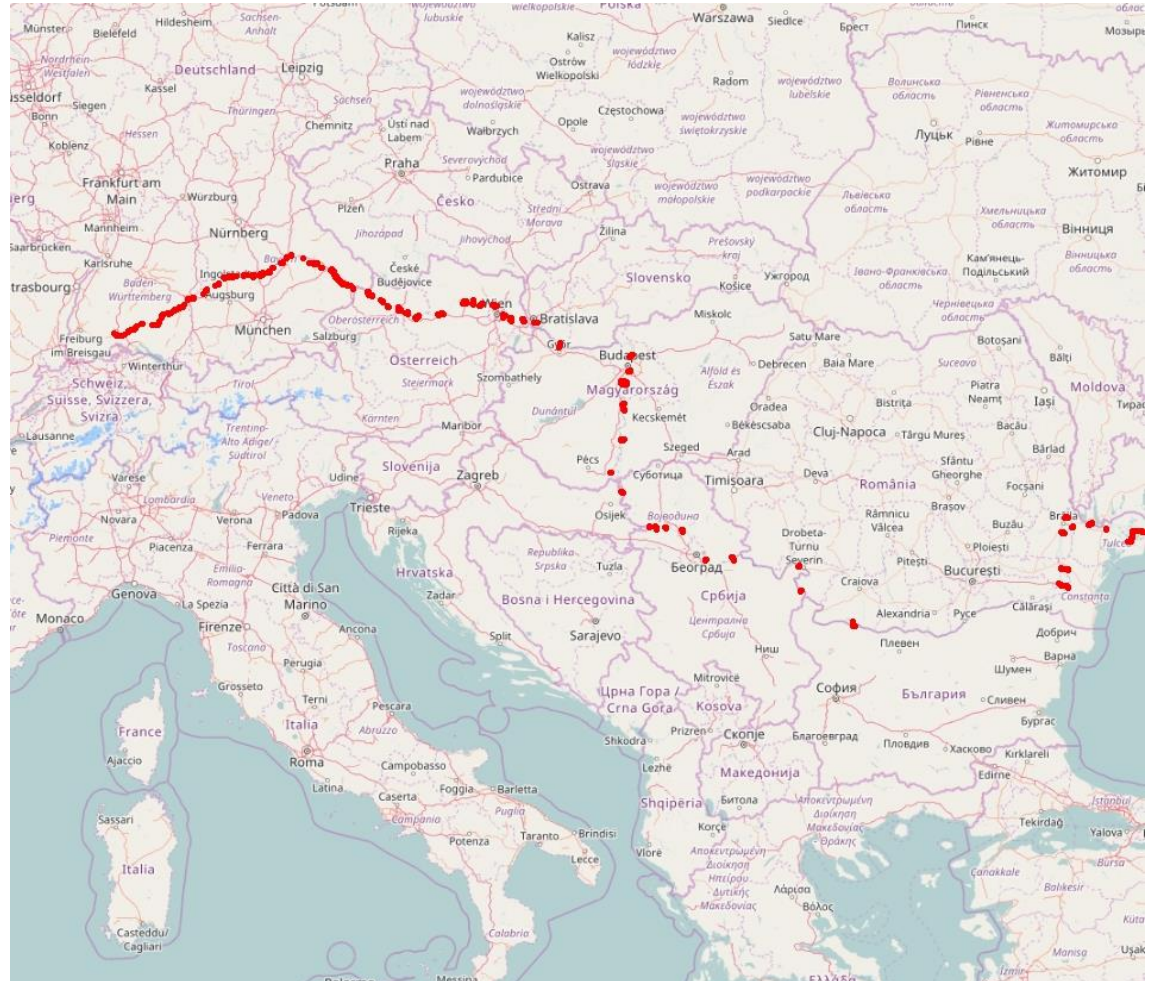 Münster
Bielefeld
Hildesheim
Sachsen-
Anhalt
województwo
lubuskie
wielkopolskie
Polska
Warszawa
Siedlce
Брест
Пинск
Kalisz
Ostrów
Wielkopolski
województwo
łódzkie
Nordrhein
Westfalen
Deutschland
Leipzig
Kassel
Siegen
Bonn
Koblenz
Hessen
Thüringen
Sachsen
Chemnitz
Ústí nad
Labem
województwo
dolnośląskie
Wałbrzych
Opole
Częstochowa
Radom
województwo
lubelskie
województwo
świętokrzyskie
województwo
śląskie
Волинська
область
Рівненська
область
Луцьк
Рівне
Житомирська
область
Житомир
Frankfurt am
Main
Würzburg
Mannheim
Nürnberg
Saarbrücken
Karlsruhe
Praha
Severovýchod
Pardubice
Česko
Plzeň
Jihozápad
Střední
Morava
Jihovýchod
Ostrava
województwo
małopolskie
województwo
podkarpackie
Львівська
область
Хмельницька
область
Вінниця
Вінницька
область
Žilina
Prešovský
kraj
Slovensko
Košice
Ужгород
Івано-Франківська
область
Кам'янець-
Подільський
Чернівецька
область
Baden-
Württemberg
Augsburg
München
České
Budějovice
Oberösterreich
Salzburg
Wien
Bratislava
Freiburg
im Breisgau
Winterthur
Schweiz,
Suisse, Svizzera,
Svizra
Lausanne
Tirol
Österreich
Steiermark
Kärnten
Győr
Szombathely
Budapest
Magyarország
Dunántúl
Kecskemét
Szeged
Pécs
Miskolc
Debrecen
Alföld és
Észak
Békéscsaba
Satu Mare
Baia Mare
Oradea
Cluj-Napoca
Bistrița
Târgu Mureș
Suceava
Botoșani
Bălți
Piatra
Neamț
Iași
Moldova
Bacău
Bârlad
Trentino-
Alto Adige/
Südtirol
Varese
Lombardia
Novara
Piemonte
Verona
Veneto
Padova
Udine
Trieste
Maribor
Slovenija
Zagreb
Rijeka
Hrvatska
Zadar
Split
Osijek
Суботица
Војводина
Београд
Србија
Централна
Србија
Ниш
Arad
Timișoara
Deva
România
Sfântu
Gheorghe
Brașov
Focșani
Buzău
Brăila
Tulcea
Râmnicu
Vâlcea
Ploiești
Pitești
București
Drobeta-
Turnu
Severin
Craiova
Alexandria
Călărași
Constanța
Piacenza
Ferrara
Genova
Emilia-
Romagna
La Spezia
Città di San
Marino
Monaco
Firenze
Toscana
Ancona
Perugia
Grosseto
Terni
Italia
Pescara
Abruzzo
Republika
Srpska
Tuzla
Bosna i Hercegovina
Sarajevo
Русе
Добрич
Плевен
Варна
Шумен
София
България
Сливен
Бургас
Mitrovicë
Kosova
Црна Гора /
Crna Gora
Prizren
Скопје
Благоевград
Пловдив
Хасково
Kırklareli
Edirne
France
Ajaccio
Roma
Latina
Campobasso
Caserta
Campania
Foggia
Barletta
Puglia
Potenza
Taranto
Brindisi
Lecce
Calabria
Messina
Shkodra
Lezhë
Македонија
Битола
Shqipëria
Korçë
Vlorë
Αποκεντρωμένη
Διοίκηση
Μακεδονίας
Θράκης
Αποκεντρωμένη
Διοίκηση
Ηπείρου
Δυτικής
Μακεδονίας
Λάρισα
Βόλος
Ελλάδα
İstanbul
Tekirdağ
Yalova
Bursa
Çanakkale
Balıkesir
Manisa
İzmir
Uşak
Sassari
Italia
Casteddu/
Cagliari